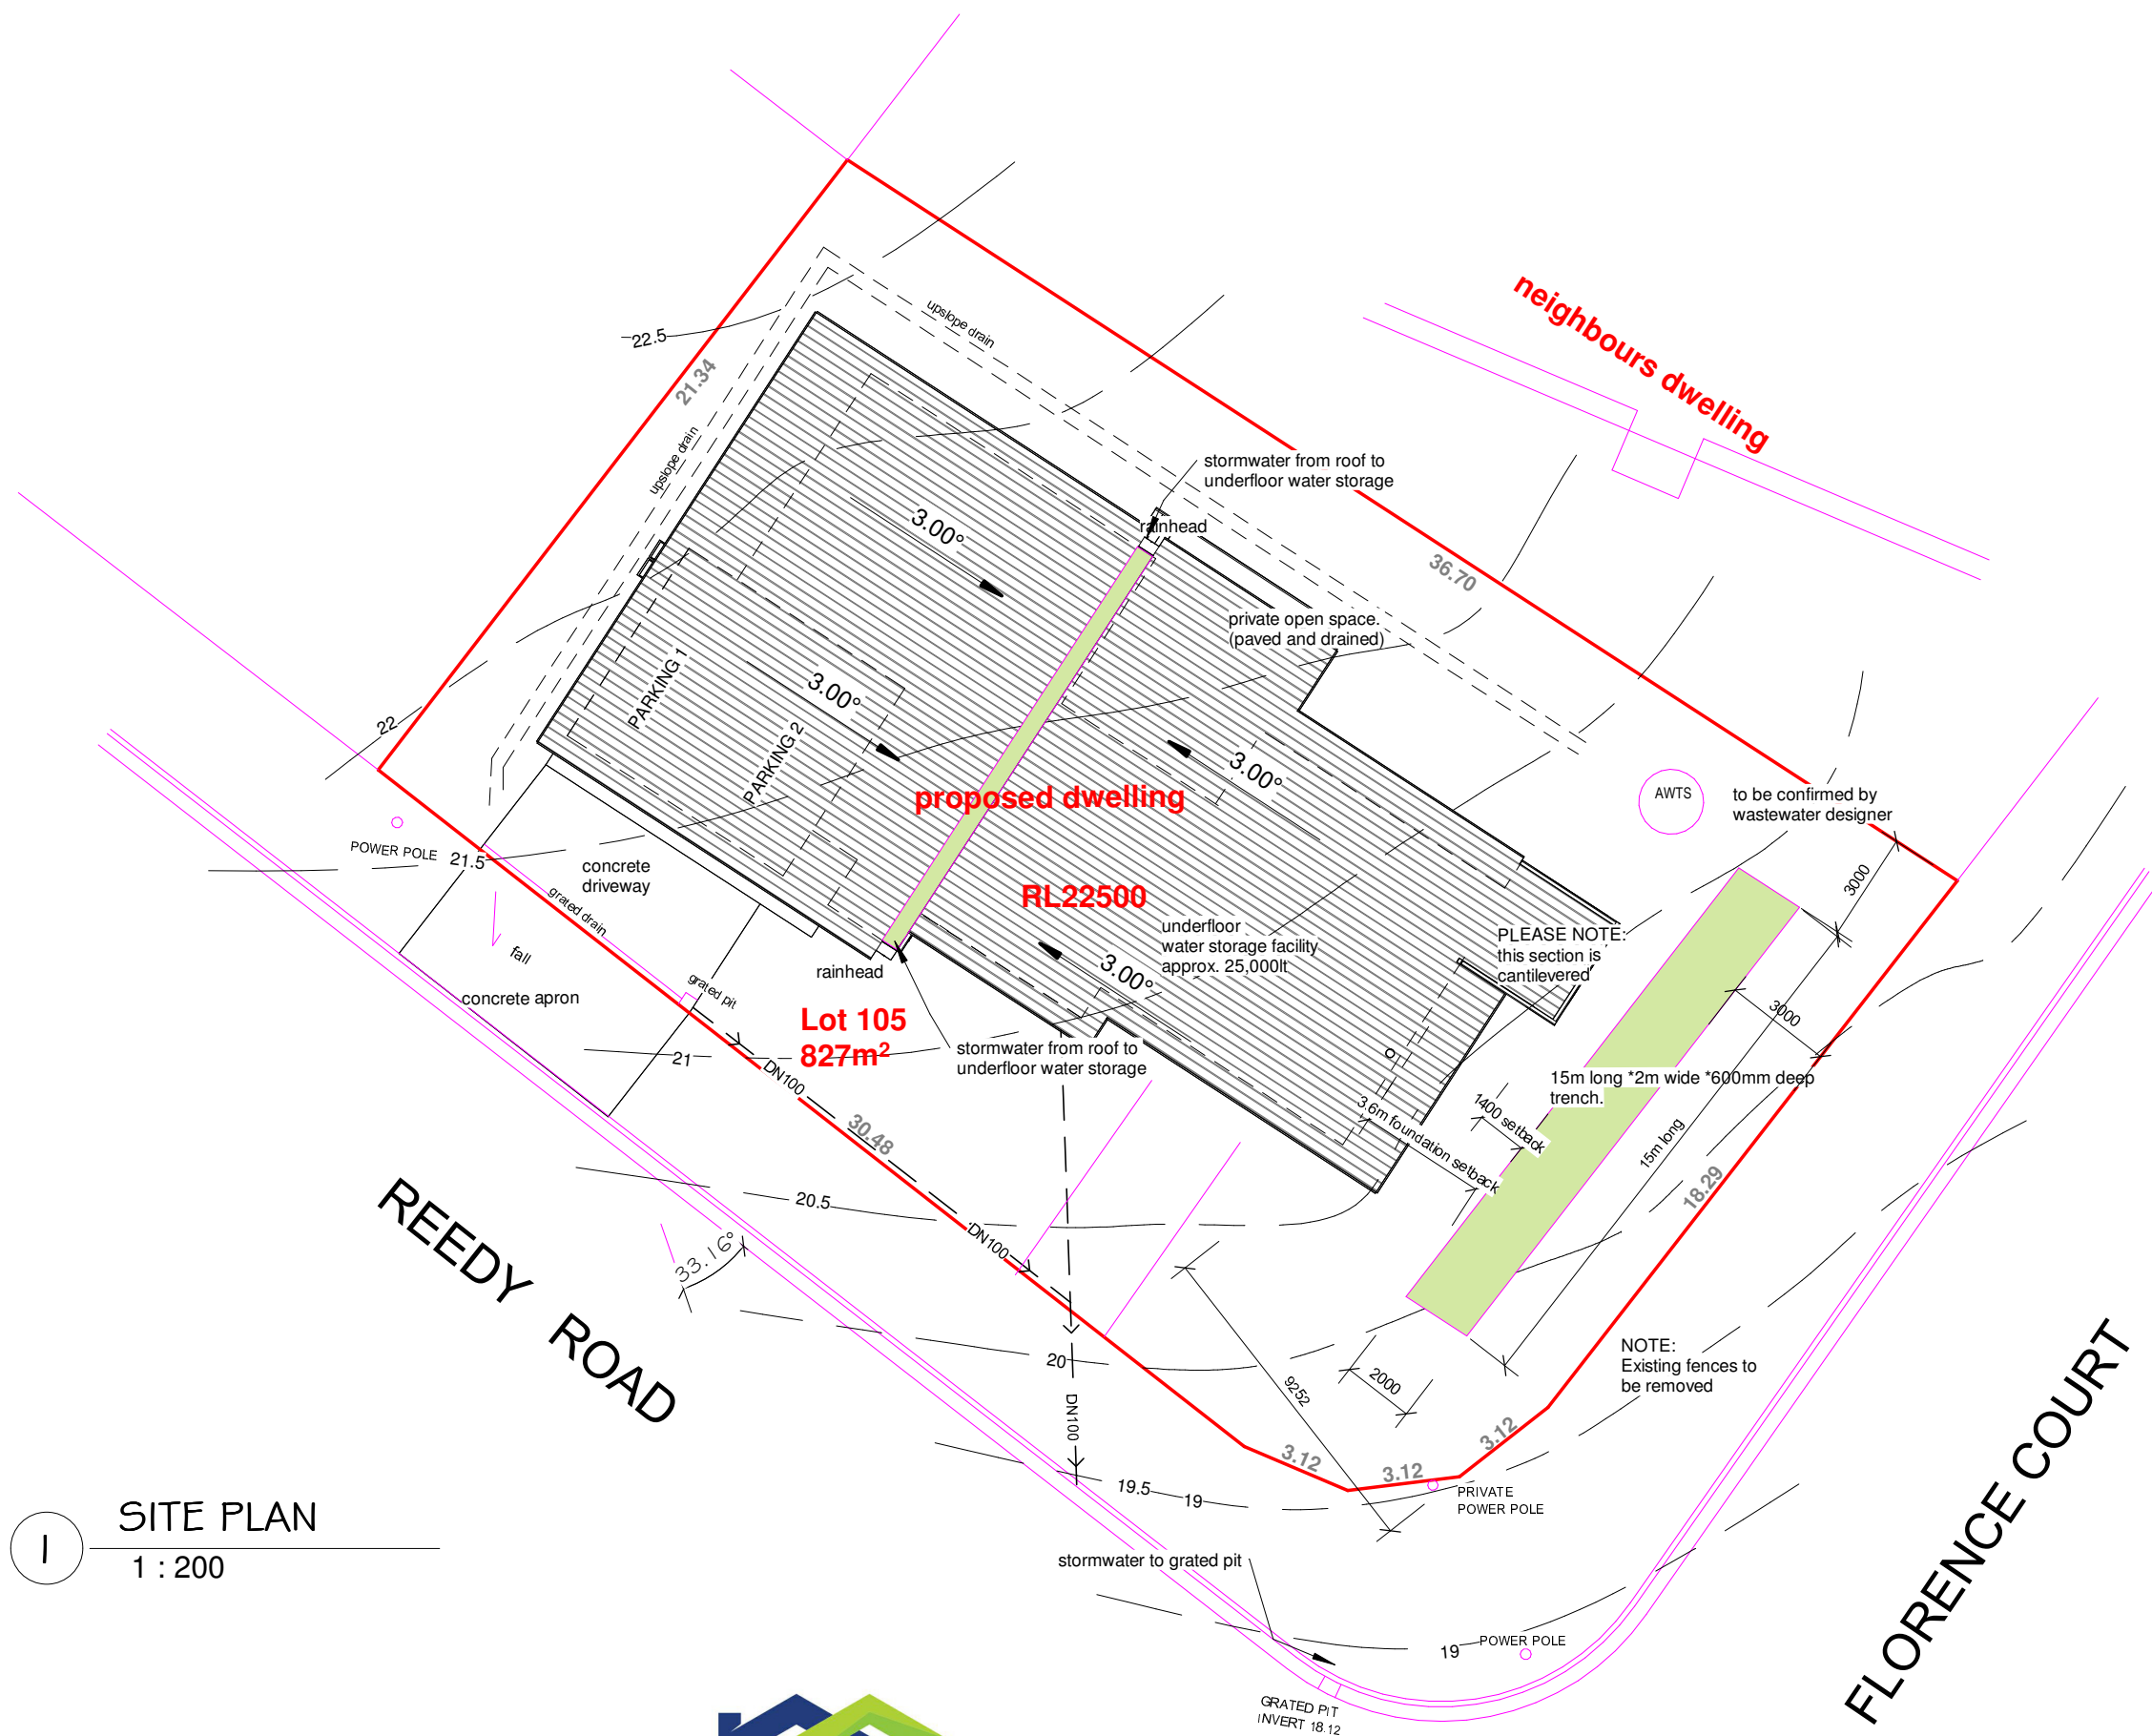 neighbours dwelling
upslope drain
22.5
21.34
upslope drain
stormwater from roof to
underfloor water storage
rainhead
3.00°
36.70
private open space.
(paved and drained)
PARKING 1
3.00°
22
PARKING 2
3.00°
proposed dwelling
AWTS
to be confirmed by
wastewater designer
POWER POLE
21.5
concrete
driveway
3000
RL22500
grated drain
underfloor
water storage facility
approx. 25,000lt
PLEASE NOTE:
this section is
cantilevered
fall
rainhead
3.00°
grated pit
concrete apron
3000
Lot 105
827m²
21
stormwater from roof to
underfloor water storage
DN100
15m long *2m wide *600mm deep
trench.
1400 setback
3.6m foundation setback
30.48
15m long
18.29
20.5
DN100
33.16°
REEDY ROAD
20
NOTE:
Existing fences to
be removed
2000
9252
DN100
3.12
3.12
3.12
19.5
19
PRIVATE
POWER POLE
FLORENCE COURT
1
SITE PLAN
1 : 200
stormwater to grated pit
19
POWER POLE
GRATED PIT
INVERT 18.12